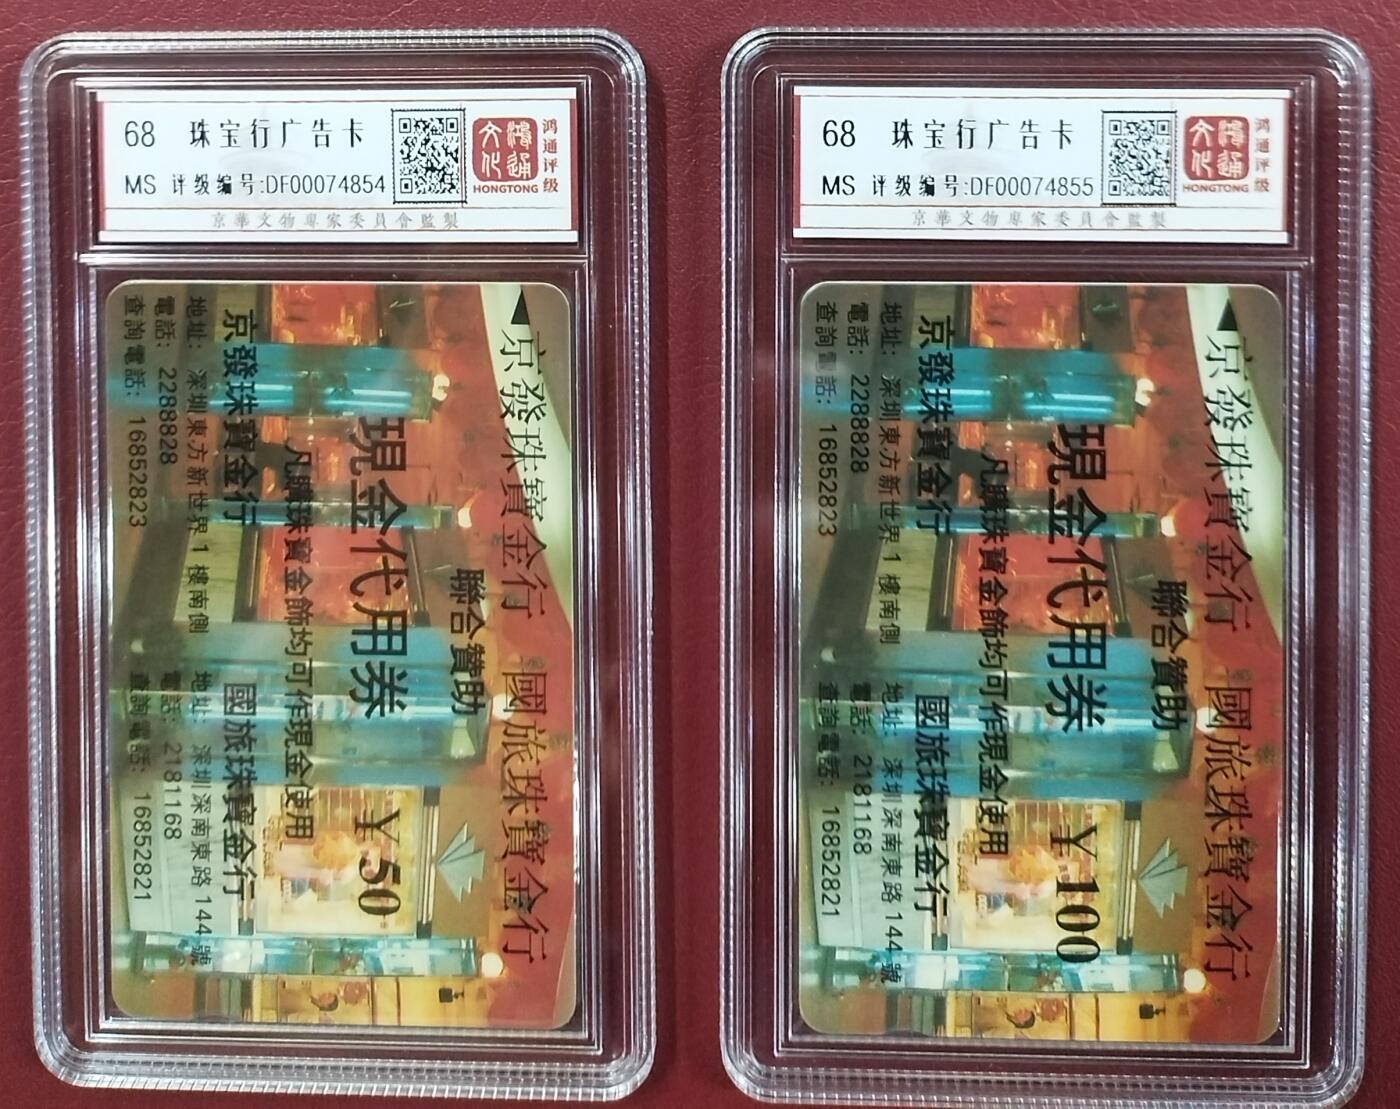 68 珠宝行广告卡
MS 评级编号:DF00074854
鸿通文化
HONGTONG
鸿通评级
京華文物專家委員會監製
京發珠寶金行 國旅珠寶金行
聯合贊助
現金代用券 ￥50
凡購珠寶金飾均可作現金使用
京發珠寶金行 國旅珠寶金行
地址: 深圳東方新世界1樓南側 地址: 深圳深南東路144號
電話: 2288828 電話: 2181168
查詢電話: 16852823 查詢電話: 16852821
68 珠宝行广告卡
MS 评级编号:DF00074855
鸿通文化
HONGTONG
鸿通评级
京華文物專家委員會監製
京發珠寶金行 國旅珠寶金行
聯合贊助
現金代用券 ￥100
凡購珠寶金飾均可作現金使用
京發珠寶金行 國旅珠寶金行
地址: 深圳東方新世界1樓南側 地址: 深圳深南東路144號
電話: 2288828 電話: 2181168
查詢電話: 16852823 查詢電話: 16852821